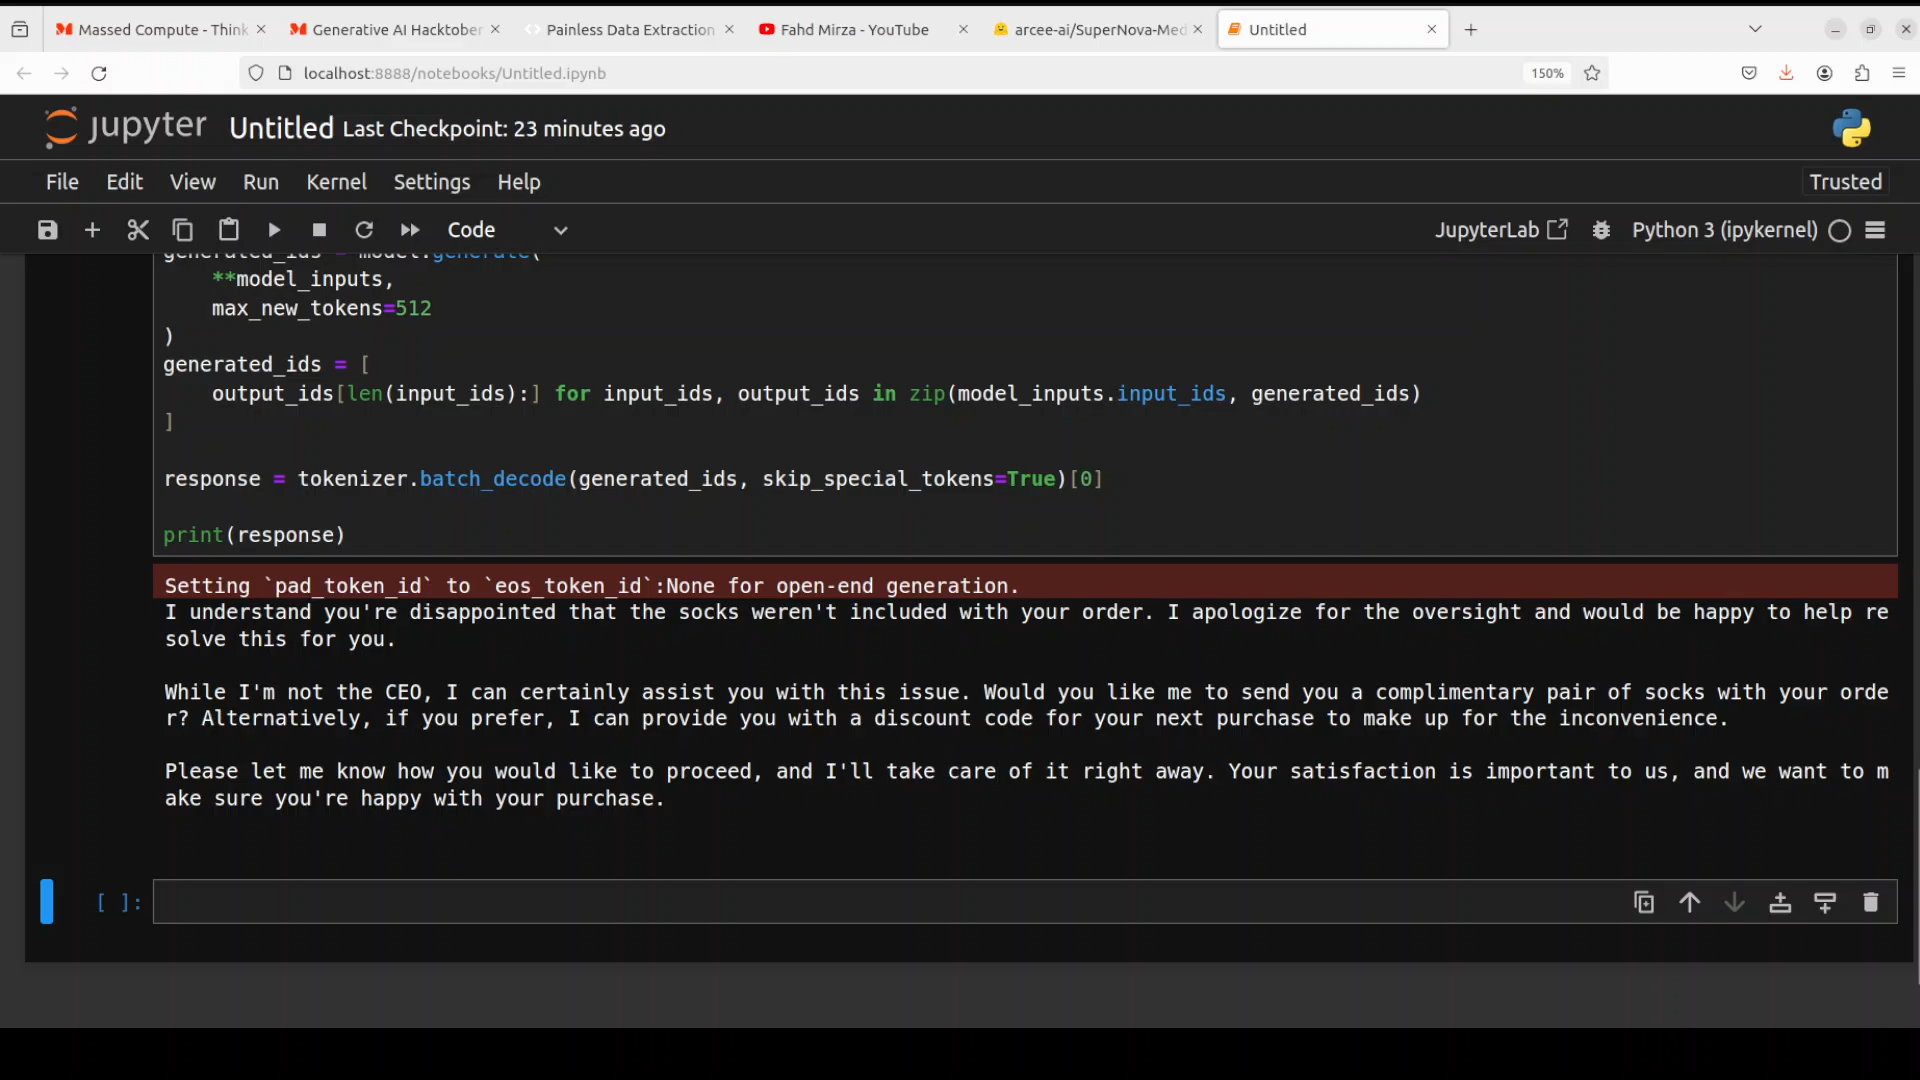 Massed Compute - Think
Generative AI Hacktober
Painless Data Extraction
Fahd Mirza - YouTube
arcee-ai/SuperNova-Med
Untitled
localhost:8888/notebooks/Untitled.ipynb
150%
jupyter Untitled Last Checkpoint: 23 minutes ago
File Edit View Run Kernel Settings Help
Trusted
Code
JupyterLab
Python 3 (ipykernel)
generated_ids = model.generate(
**model_inputs,
max_new_tokens=512
)
generated_ids = [
output_ids[len(input_ids):] for input_ids, output_ids in zip(model_inputs.input_ids, generated_ids)
]
response = tokenizer.batch_decode(generated_ids, skip_special_tokens=True)[0]
print(response)
Setting `pad_token_id` to `eos_token_id`:None for open-end generation.
I understand you're disappointed that the socks weren't included with your order. I apologize for the oversight and would be happy to help re
solve this for you.
While I'm not the CEO, I can certainly assist you with this issue. Would you like me to send you a complimentary pair of socks with your orde
r? Alternatively, if you prefer, I can provide you with a discount code for your next purchase to make up for the inconvenience.
Please let me know how you would like to proceed, and I'll take care of it right away. Your satisfaction is important to us, and we want to m
ake sure you're happy with your purchase.
[ ]: